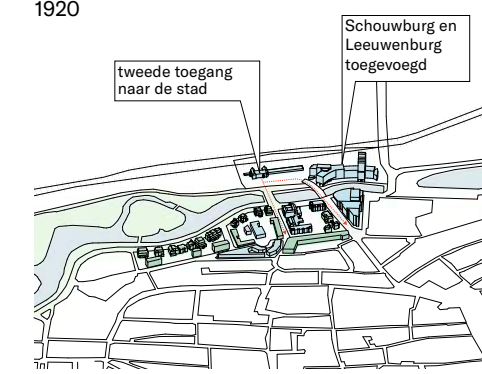 1920
Schouwburg en
Leeuwenburg
toegevoegd
tweede toegang
naar de stad